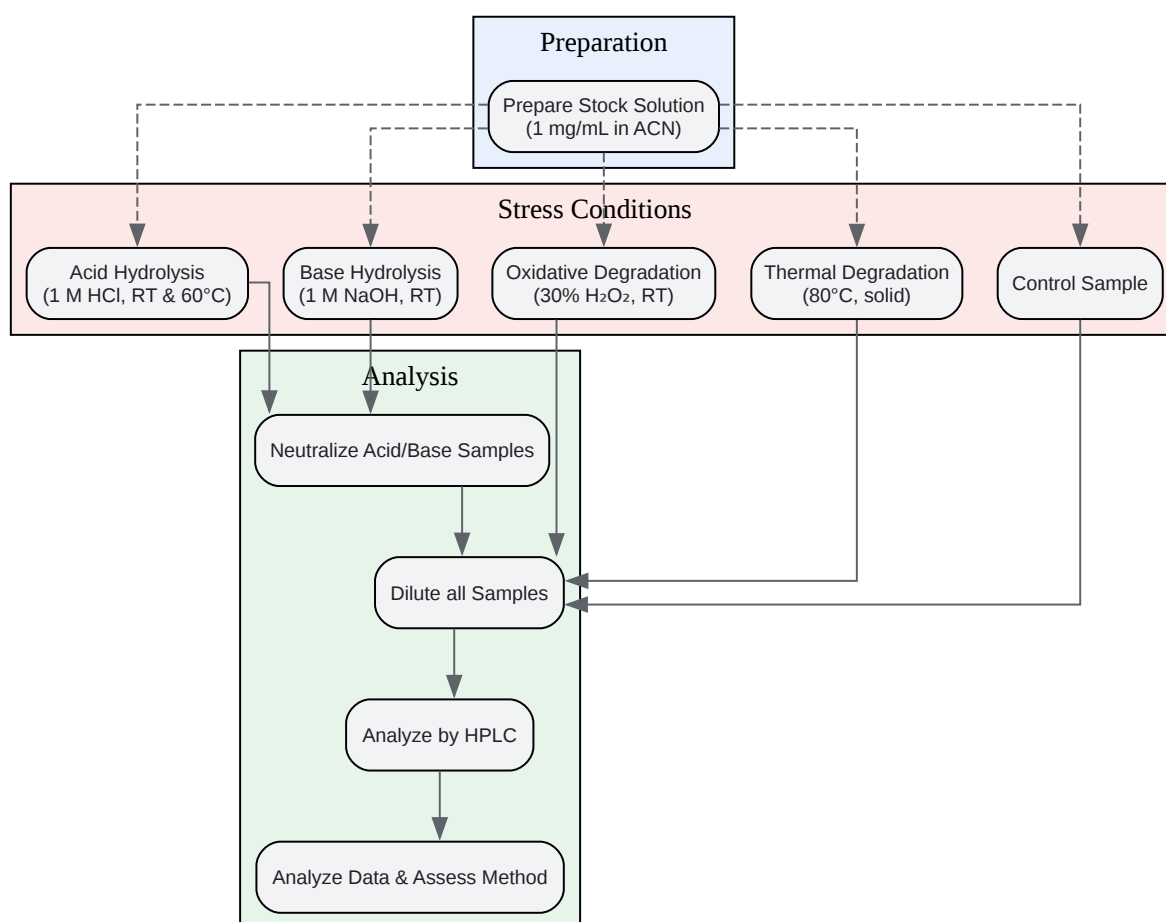 Preparation
Prepare Stock Solution
(1 mg/mL in ACN)
Stress Conditions
Acid Hydrolysis
(1 M HCl, RT & 60°C)
Base Hydrolysis
(1 M NaOH, RT)
Oxidative Degradation
(30% H₂O₂, RT)
Thermal Degradation
(80°C, solid)
Control Sample
Analysis
Neutralize Acid/Base Samples
Dilute all Samples
Analyze by HPLC
Analyze Data & Assess Method